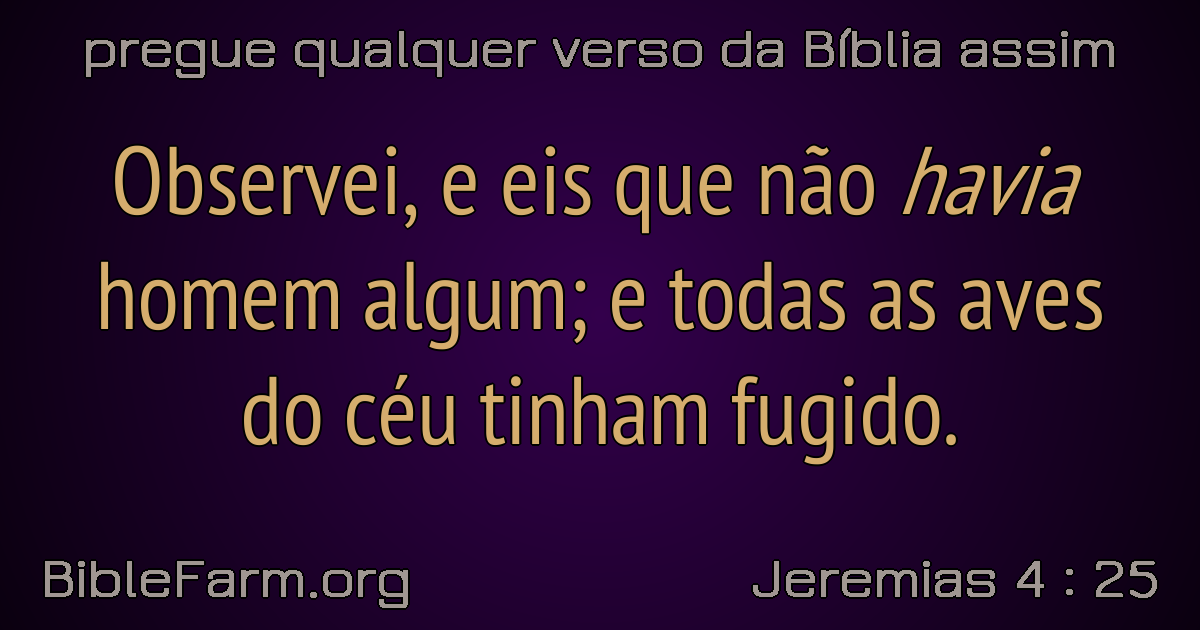 pregue qualquer verso da Bíblia assim
Observei, e eis que não havia
homem algum; e todas as aves
do céu tinham fugido.
BibleFarm.org
Jeremias 4 : 25